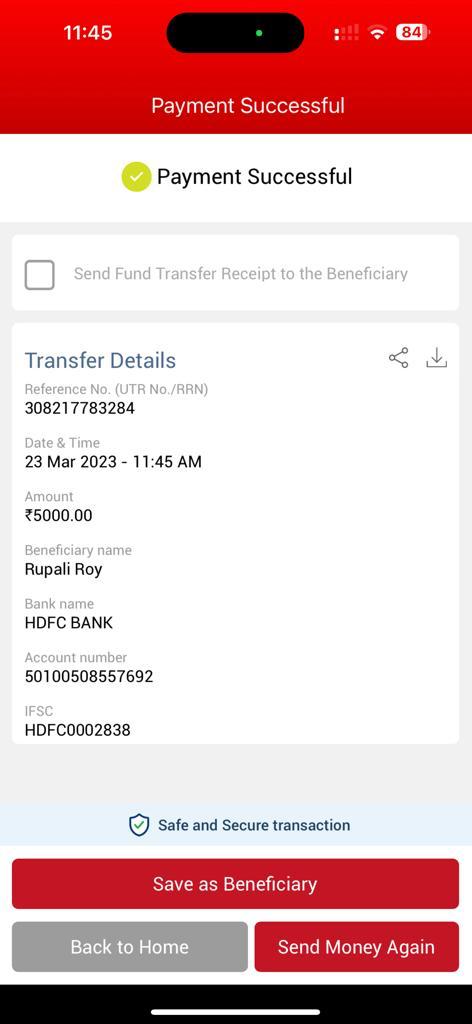 11:45
84
Payment Successful
Payment Successful
Send Fund Transfer Receipt to the Beneficiary
Transfer Details
Reference No. (UTR No./RRN)
308217783284
Date & Time
23 Mar 2023 - 11:45 AM
Amount
₹5000.00
Beneficiary name
Rupali Roy
Bank name
HDFC BANK
Account number
50100508557692
IFSC
HDFC0002838
Safe and Secure transaction
Save as Beneficiary
Back to Home
Send Money Again